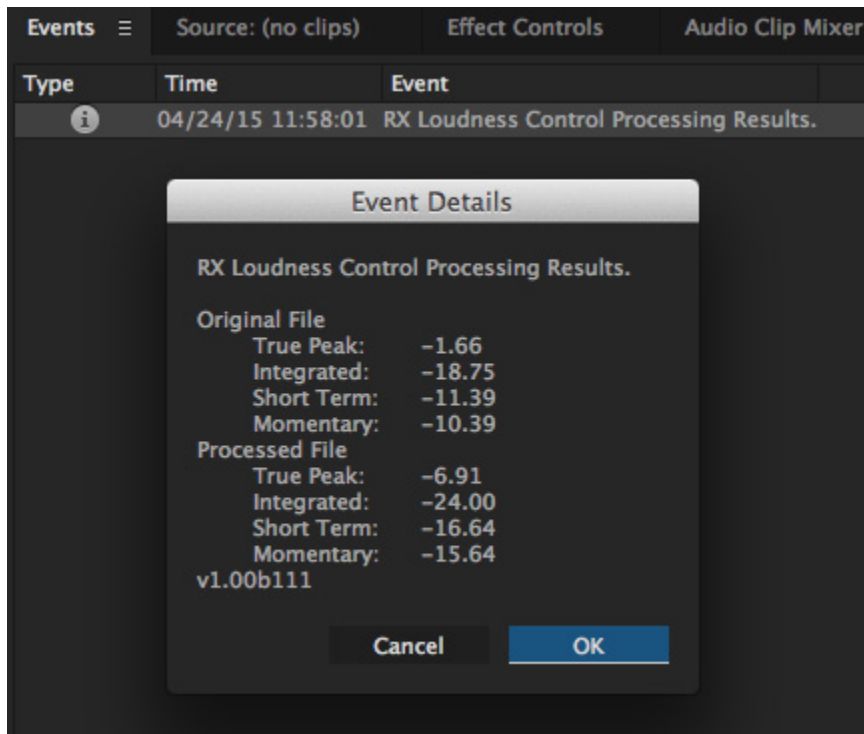 Events Source: (no clips) Effect Controls Audio Clip Mixer
Type Time Event
i 04/24/15 11:58:01 RX Loudness Control Processing Results.
Event Details
RX Loudness Control Processing Results.
Original File
True Peak: -1.66
Integrated: -18.75
Short Term: -11.39
Momentary: -10.39
Processed File
True Peak: -6.91
Integrated: -24.00
Short Term: -16.64
Momentary: -15.64
v1.00b111
Cancel OK